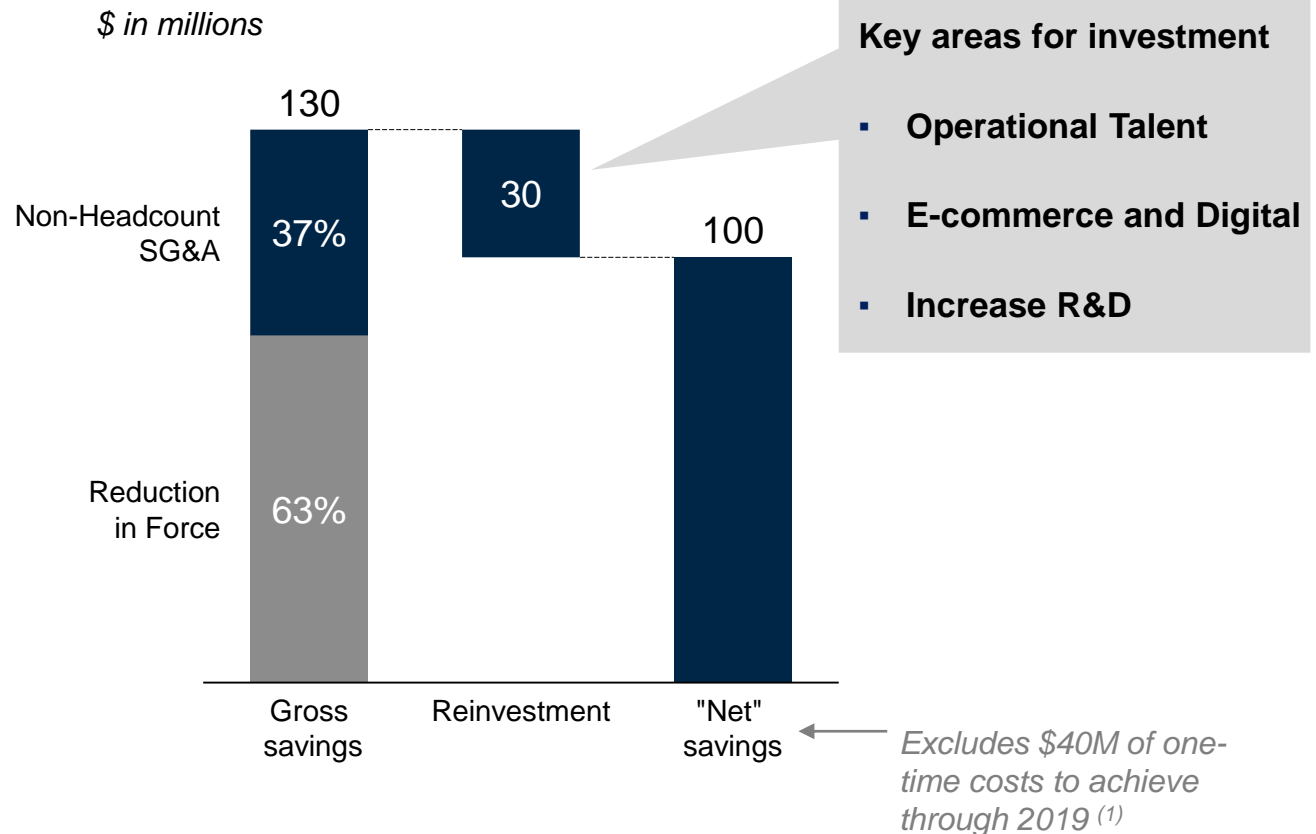 $ in millions
Key areas for investment
▪ Operational Talent
▪ E-commerce and Digital
▪ Increase R&D
130
Non-Headcount
SG&A
37%
30
100
Reduction
in Force
63%
Gross
savings
Reinvestment
"Net"
savings
Excludes $40M of one-
time costs to achieve
through 2019 (1)